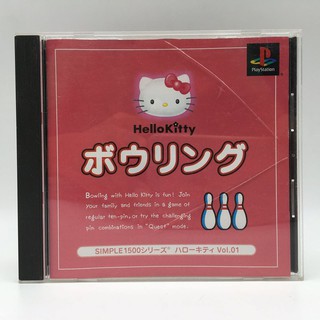 PlayStation
HelloKitty
ボウリング
Bowling with Hello Kitty is fun! Join
your family and friends in a game of
regular ten-pin, or try the challenging
pin combinations in "Quest" mode.
SIMPLE1500シリーズ® ハローキティ Vol.01